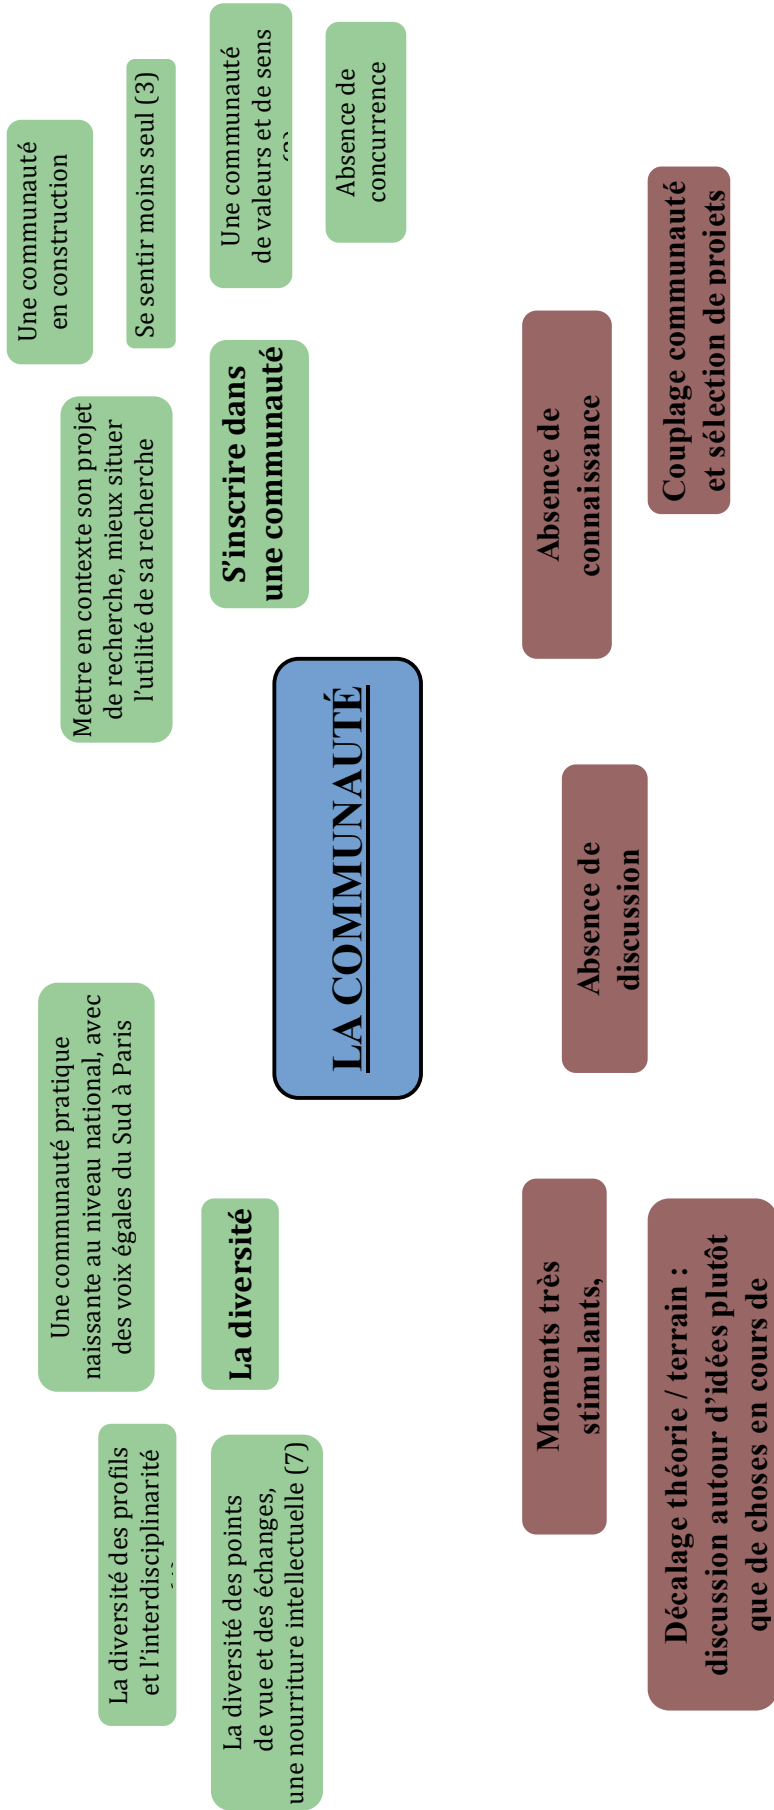 La diversité des profils
et l'interdisciplinarité
La diversité des points
de vue et des échanges,
une nourriture intellectuelle (7)
Une communauté pratique
naissante au niveau national, avec
des voix égales du Sud à Paris
La diversité
Mettre en contexte son projet
de recherche, mieux situer
l'utilité de sa recherche
S'inscrire dans
une communauté
Une communauté
en construction
Se sentir moins seul (3)
Une communauté
de valeurs et de sens
Absence de
concurrence
LA COMMUNAUTÉ
Moments très
stimulants,
Décalage théorie / terrain :
discussion autour d’idées plutôt
que de choses en cours de
Absence de
discussion
Absence de
connaissance
Couplage communauté
et sélection de projets